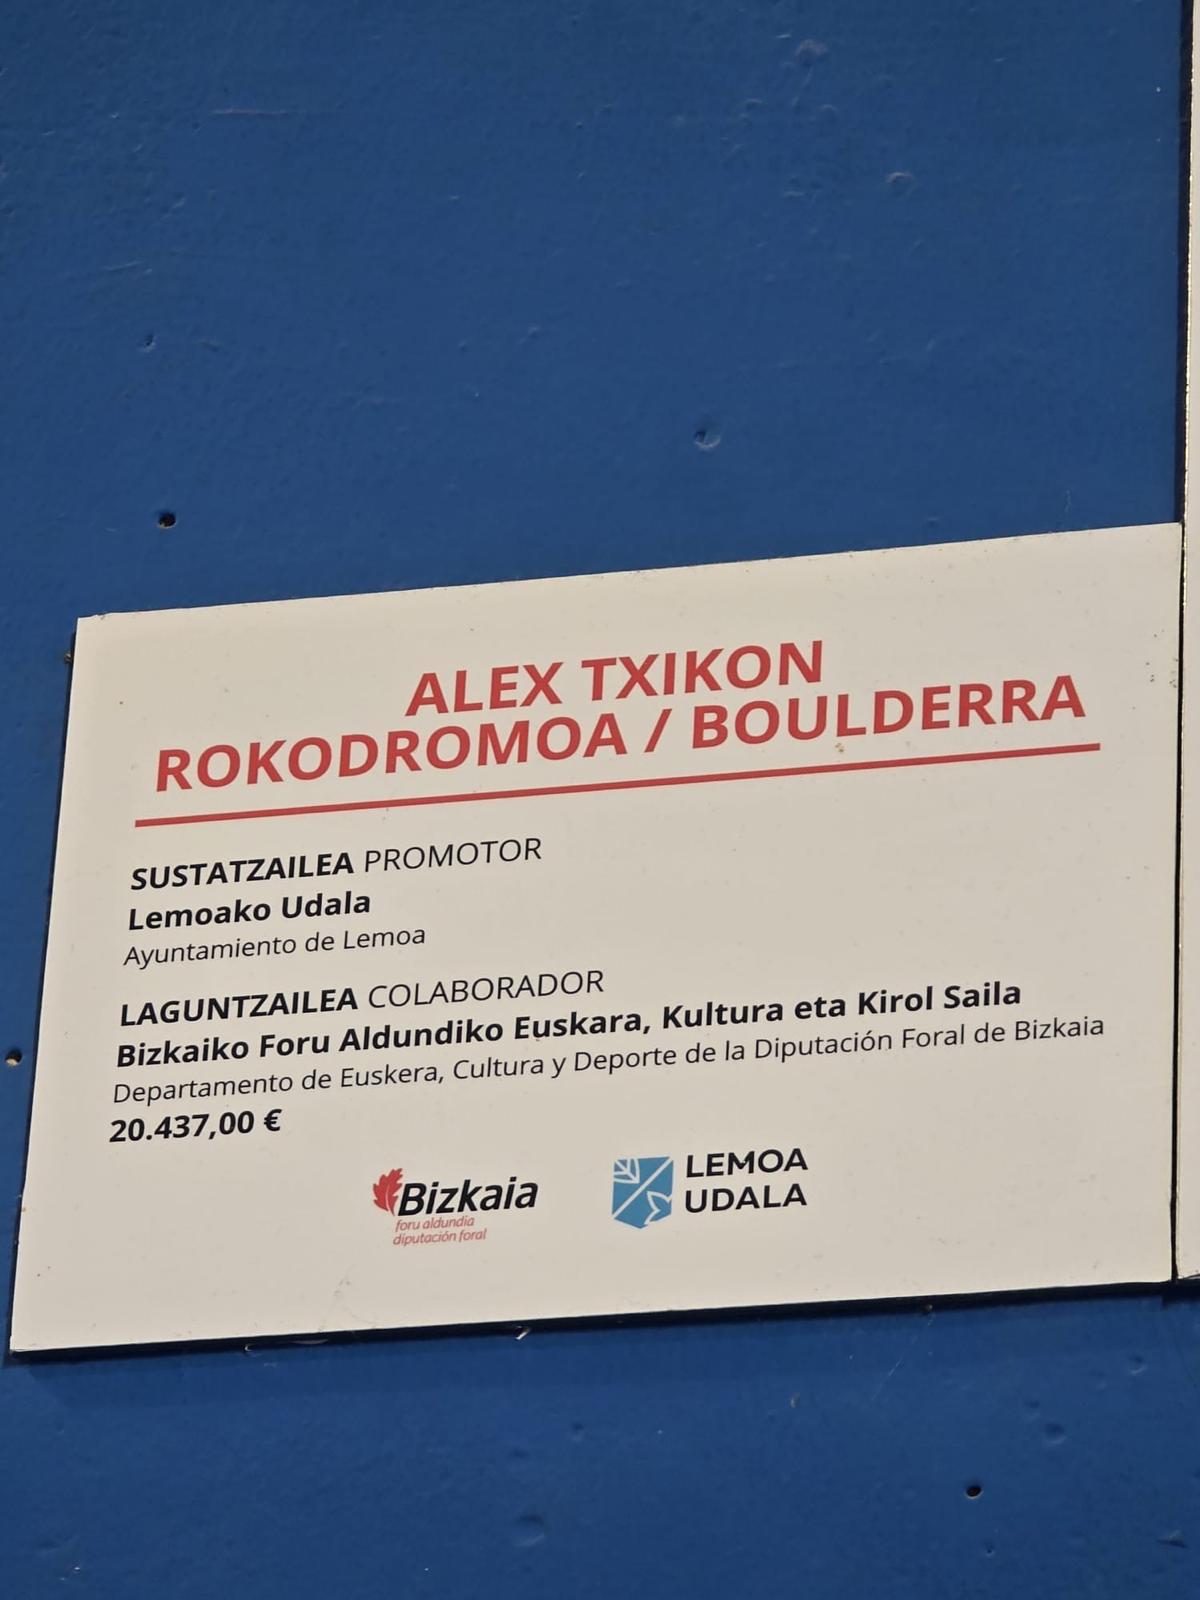 ALEX TXIKON
ROKODROMOA / BOULDERRA
SUSTATZAILEA PROMOTOR
Lemoako Udala
Ayuntamiento de Lemoa
LAGUNTZAILEA COLABORADOR
Bizkaiko Foru Aldundiko Euskara, Kultura eta Kirol Saila
Departamento de Euskera, Cultura y Deporte de la Diputación Foral de Bizkaia
20.437,00 €
Bizkaia
foru aldundia
diputación foral
LEMOA
UDALA